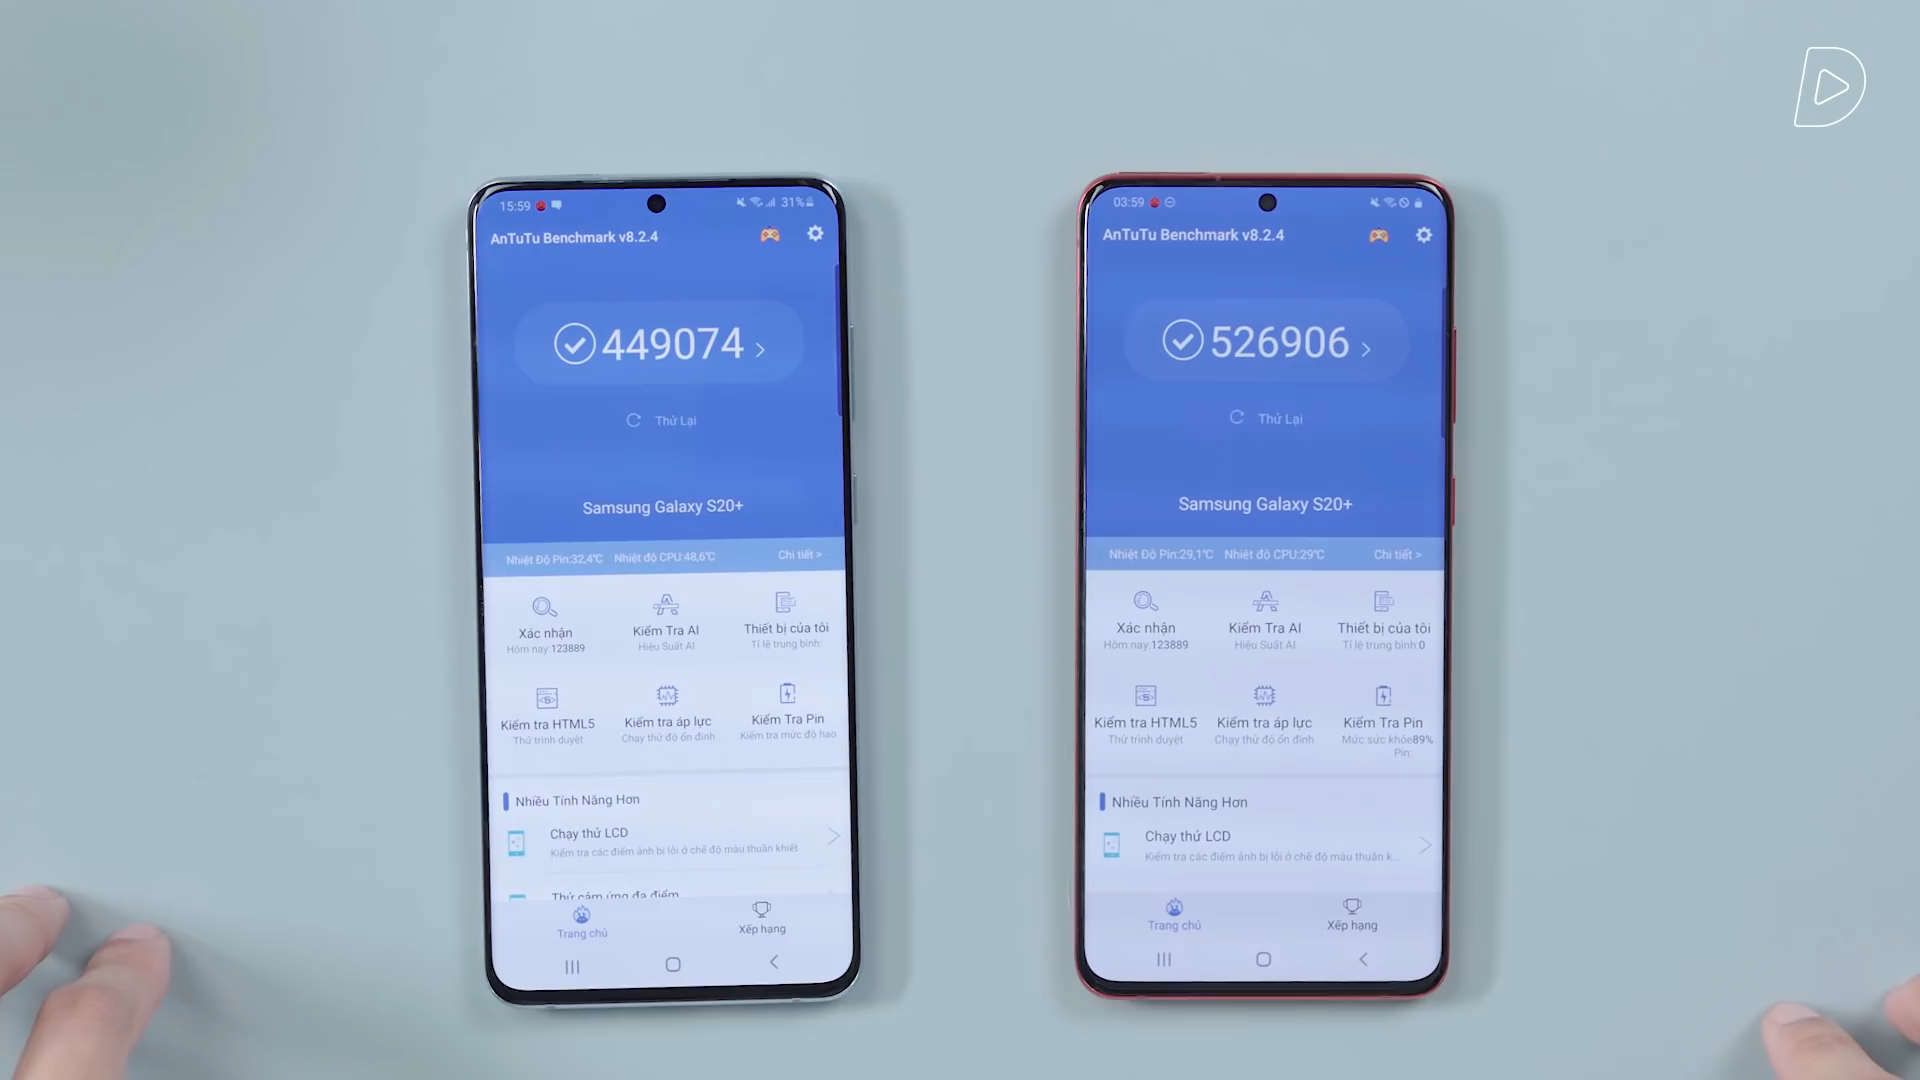 15:59
31%
AnTuTu Benchmark v8.2.4
449074
Thử Lại
Samsung Galaxy S20+
Nhiệt Độ Pin:32,4℃ Nhiệt độ CPU:48,6℃ Chi tiết >
Xác nhận Kiểm Tra AI Thiết bị của tôi
Hôm nay:123889 Hiệu Suất AI Tỉ lệ trung bình:
Kiểm tra HTML5 Kiểm tra áp lực Kiểm Tra Pin
Thử trình duyệt Chạy thử độ ổn định Kiểm tra mức độ hao
Nhiều Tính Năng Hơn
Chạy thử LCD
Kiểm tra các điểm ảnh bị lỗi ở chế độ màu thuần khiết
Thử cảm ứng đa điểm
Trang chủ Xếp hạng
03:59
AnTuTu Benchmark v8.2.4
526906
Thử Lại
Samsung Galaxy S20+
Nhiệt Độ Pin:29,1℃ Nhiệt độ CPU:29℃ Chi tiết >
Xác nhận Kiểm Tra AI Thiết bị của tôi
Hôm nay:123889 Hiệu Suất AI Tỉ lệ trung bình:0
Kiểm tra HTML5 Kiểm tra áp lực Kiểm Tra Pin
Thử trình duyệt Chạy thử độ ổn định Mức sức khỏe89%
Pin:
Nhiều Tính Năng Hơn
Chạy thử LCD
Kiểm tra các điểm ảnh bị lỗi ở chế độ màu thuần k...
Trang chủ Xếp hạng